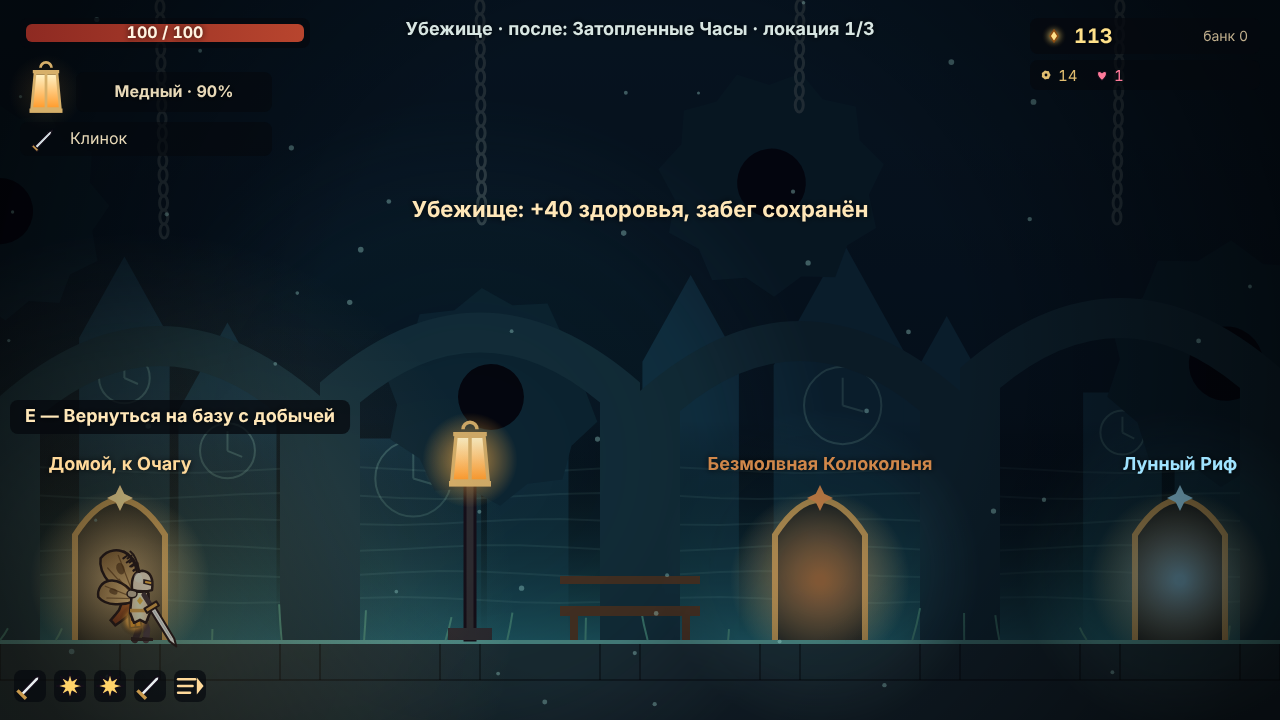 100 / 100
Убежище · после: Затопленные Часы · локация 1/3
113
банк 0
14
1
Медный · 90%
Клинок
Убежище: +40 здоровья, забег сохранён
E — Вернуться на базу с добычей
Домой, к Очагу
Безмолвная Колокольня
Лунный Риф